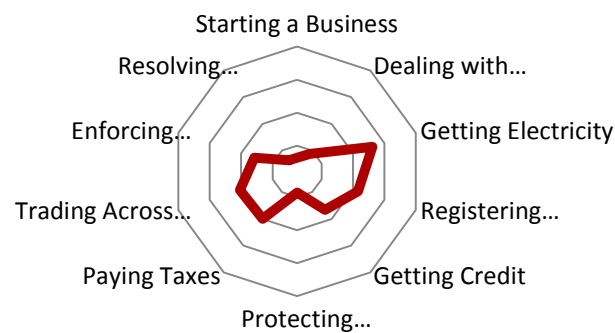 Starting a Business
Resolving…
Dealing with…
Enforcing…
Getting Electricity
Trading Across…
Registering…
Paying Taxes
Getting Credit
Protecting…